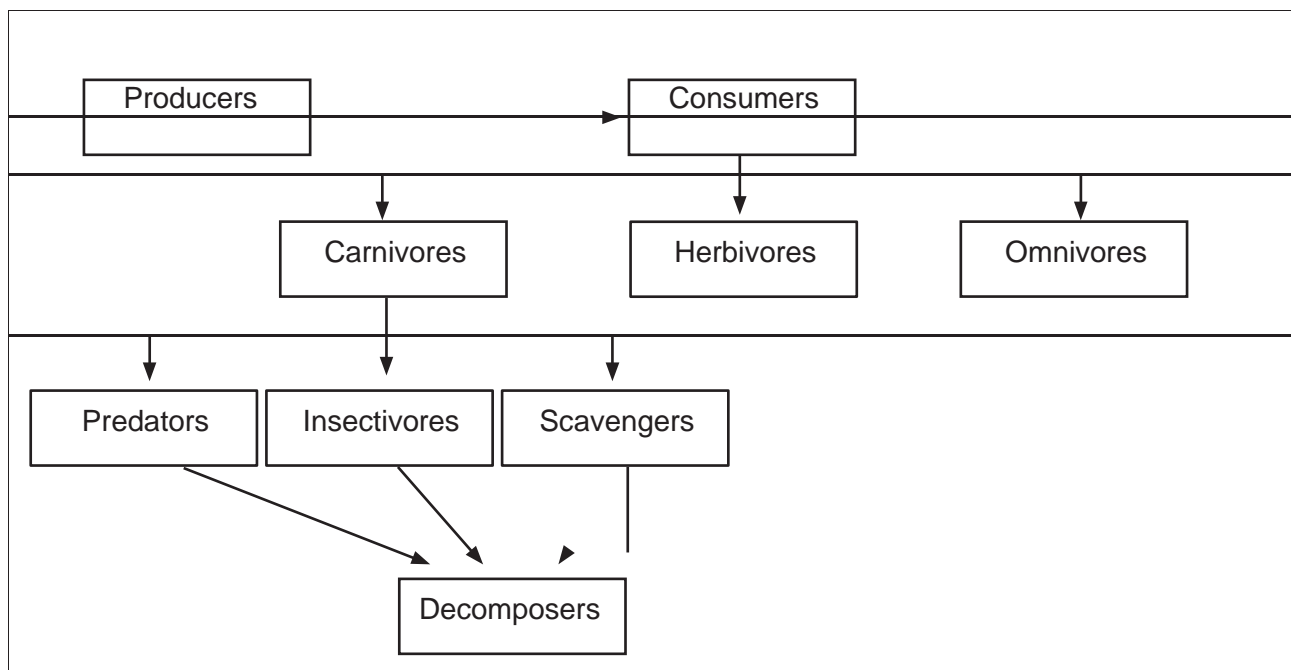 Producers
Consumers
Carnivores
Herbivores
Omnivores
Predators
Insectivores
Scavengers
Decomposers